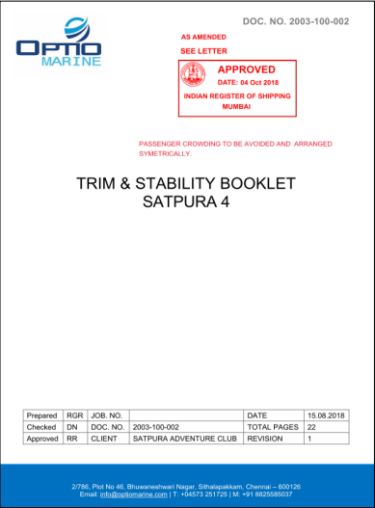 DOC. NO. 2003-100-002
OPTIO
MARINE
AS AMENDED
SEE LETTER
APPROVED
DATE: 04 Oct 2018
INDIAN REGISTER OF SHIPPING
MUMBAI
PASSENGER CROWDING TO BE AVOIDED AND ARRANGED
SYMETRICALLY.
TRIM & STABILITY BOOKLET
SATPURA 4
Prepared RGR JOB. NO. DATE 15.08.2018
Checked DN DOC. NO. 2003-100-002 TOTAL PAGES 22
Approved RR CLIENT SATPURA ADVENTURE CLUB REVISION 1
2/786, Plot No 46, Bhuwaneshwari Nagar, Sithalapakkam, Chennai – 600126
Email: info@optiomarine.com | T: +04573 251725 | M: +91 8825585037